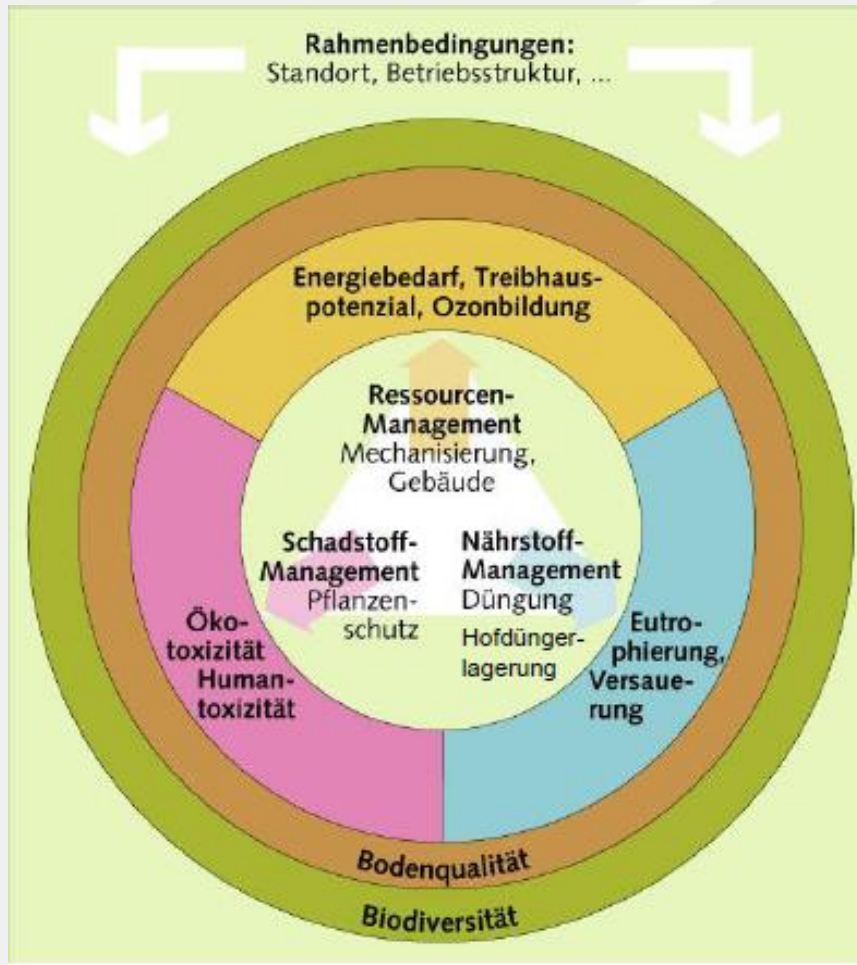 Rahmenbedingungen:
Standort, Betriebsstruktur, ...
Energiebedarf, Treibhaus-
potenzial, Ozonbildung
Ressourcen-
Management
Mechanisierung,
Gebäude
Schadstoff-
Management
Pflanzen-
schutz
Nährstoff-
Management
Düngung
Hofdünger-
lagerung
Öko-
toxizität
Human-
toxizität
Eutro-
phierung,
Versaue-
rung
Bodenqualität
Biodiversität